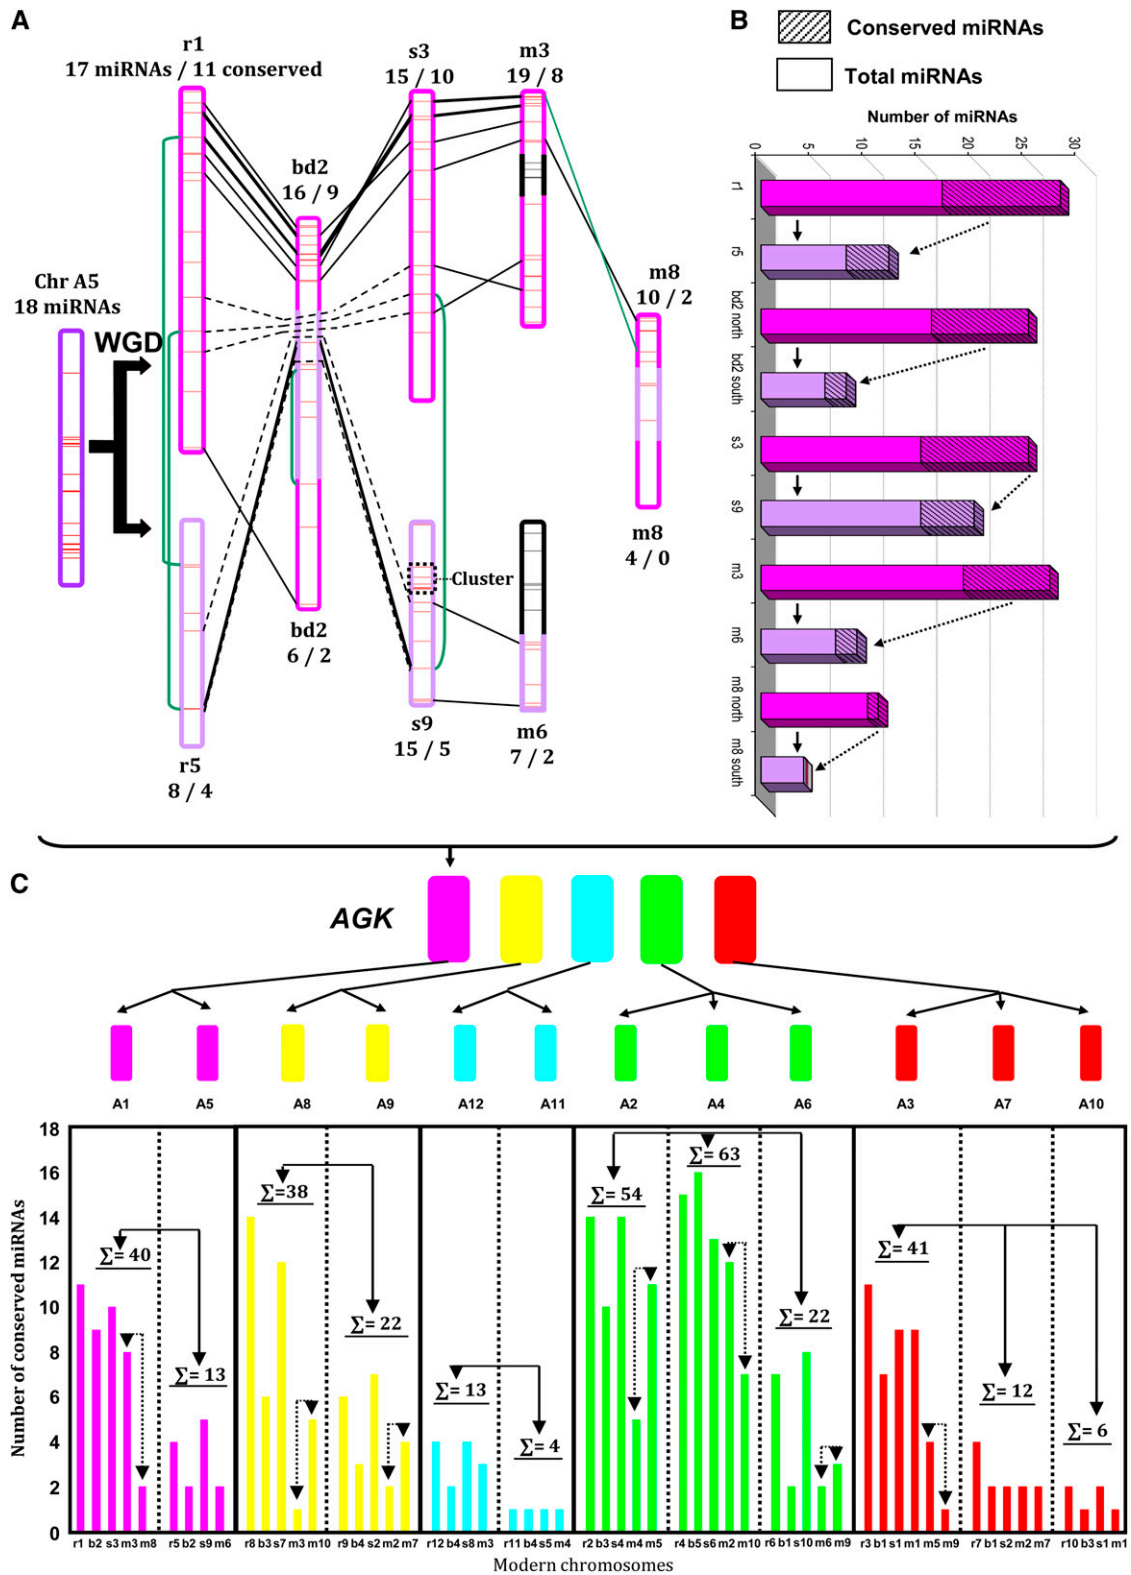 A
r1
17 miRNAs / 11 conserved
s3
15 / 10
m3
19 / 8
bd2
16 / 9
Chr A5
18 miRNAs
WGD
m8
10 / 2
m8
4 / 0
Cluster
bd2
6 / 2
r5
8 / 4
s9
15 / 5
m6
7 / 2
B
Conserved miRNAs
Total miRNAs
Number of miRNAs
0 5 10 15 20 25 30
r1
r5
bd2 north
bd2 south
s3
s9
m3
m6
m8 north
m8 south
C
AGK
A1 A5 A8 A9 A12 A11 A2 A4 A6 A3 A7 A10
Number of conserved miRNAs
18
16
14
12
10
8
6
4
2
0
∑= 40
∑= 13
∑=38
∑= 22
∑= 13
∑= 4
∑= 54
∑= 63
∑= 22
∑= 41
∑= 12
∑= 6
r1 b2 s3 m3 m8 r5 b2 s9 m6 r8 b3 s7 m3 m10 r9 b4 s2 m2 m7 r12 b4 s8 m3 r11 b4 s5 m4 r2 b3 s4 m4 m5 r4 b5 s6 m2 m10 r6 b1 s10 m6 m9 r3 b1 s1 m1 m5 m9 r7 b1 s2 m2 m7 r10 b3 s1 m1
Modern chromosomes